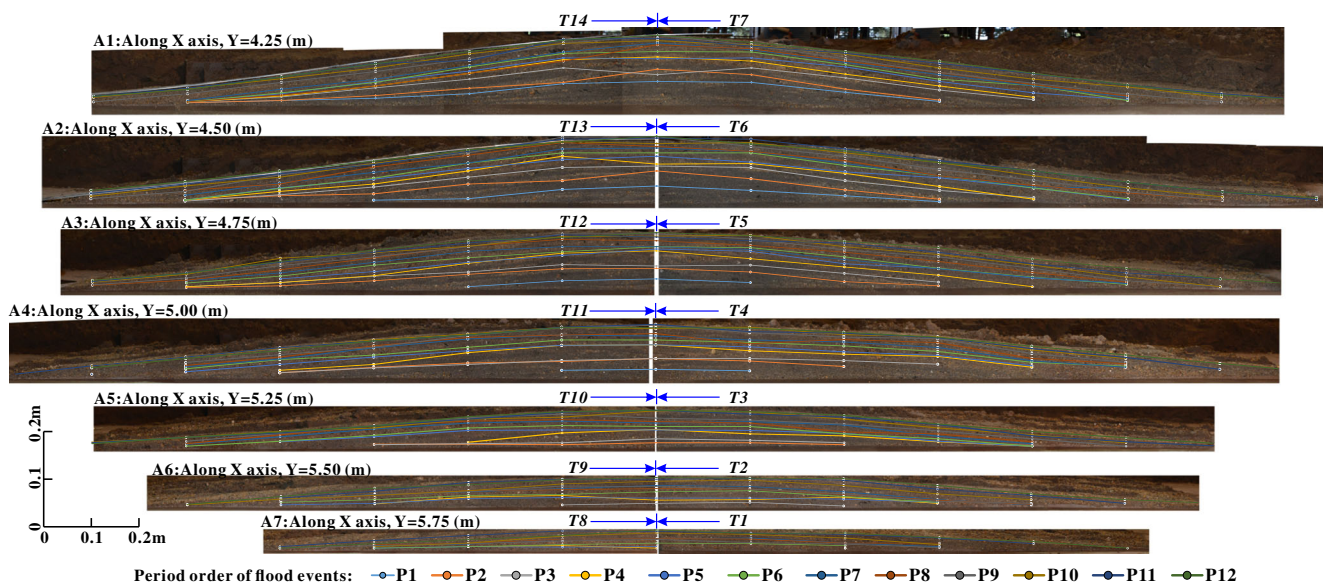 T14 T7
A1:Along X axis, Y=4.25 (m)
T13 T6
A2:Along X axis, Y=4.50 (m)
T12 T5
A3:Along X axis, Y=4.75(m)
T11 T4
A4:Along X axis, Y=5.00 (m)
T10 T3
A5:Along X axis, Y=5.25 (m)
T9 T2
A6:Along X axis, Y=5.50 (m)
T8 T1
A7:Along X axis, Y=5.75 (m)
0.2m
0.1
0
0 0.1 0.2m
Period order of flood events: P1 P2 P3 P4 P5 P6 P7 P8 P9 P10 P11 P12